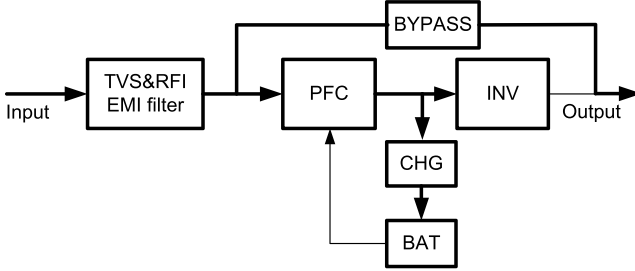 BYPASS
TVS&RFI
EMI filter
PFC
INV
Input
Output
CHG
BAT